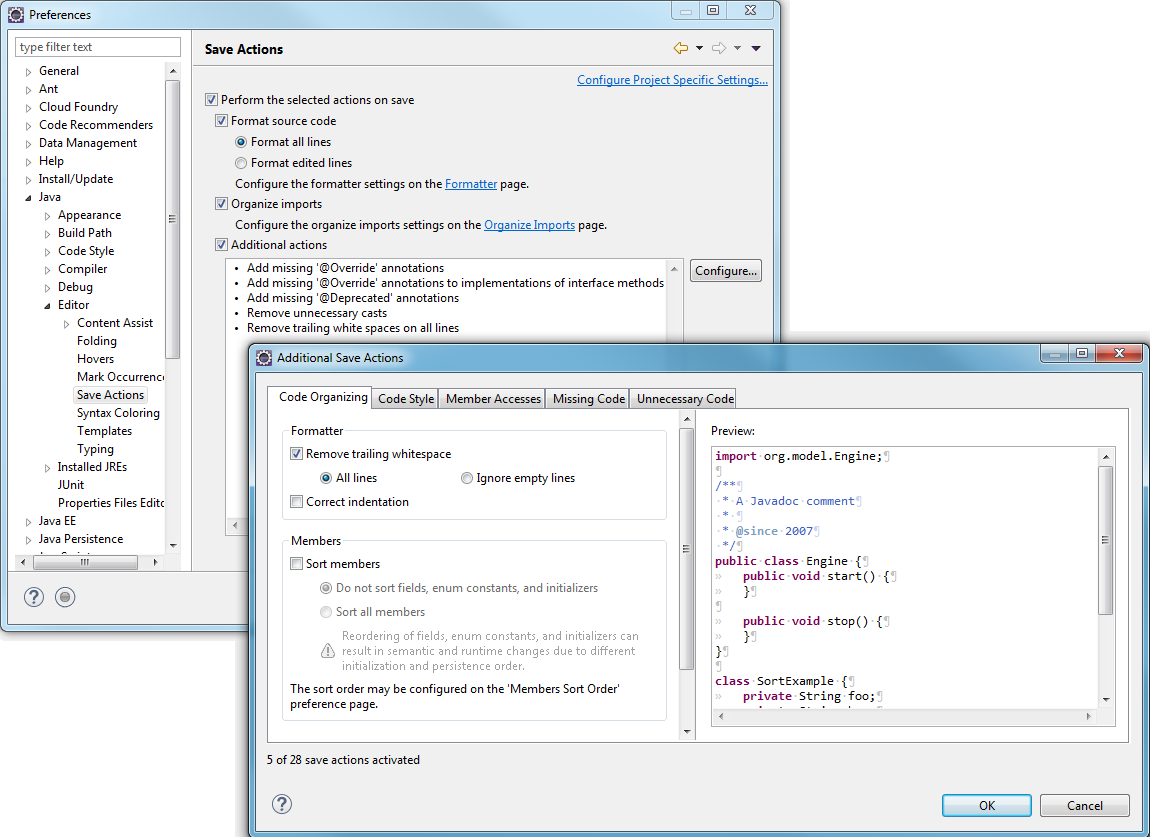 Preferences
type filter text
General
Ant
Cloud Foundry
Code Recommenders
Data Management
Help
Install/Update
Java
Appearance
Build Path
Code Style
Compiler
Debug
Editor
Content Assist
Folding
Hovers
Mark Occurrenc
Save Actions
Syntax Coloring
Templates
Typing
Installed JREs
JUnit
Properties Files Edito
Java EE
Java Persistence
Save Actions
Configure Project Specific Settings...
Perform the selected actions on save
Format source code
Format all lines
Format edited lines
Configure the formatter settings on the Formatter page.
Organize imports
Configure the organize imports settings on the Organize Imports page.
Additional actions
• Add missing '@Override' annotations
• Add missing '@Override' annotations to implementations of interface methods
• Add missing '@Deprecated' annotations
• Remove unnecessary casts
• Remove trailing white spaces on all lines
Configure...
Additional Save Actions
Code Organizing Code Style Member Accesses Missing Code Unnecessary Code
Formatter
Remove trailing whitespace
All lines Ignore empty lines
Correct indentation
Members
Sort members
Do not sort fields, enum constants, and initializers
Sort all members
Reordering of fields, enum constants, and initializers can
result in semantic and runtime changes due to different
initialization and persistence order.
The sort order may be configured on the 'Members Sort Order'
preference page.
Preview:
import·org.model.Engine;¶
¶
/**¶
·*·A·Javadoc·comment¶
·*·¶
·*·@since·2007¶
·*/¶
public·class·Engine·{¶
»   public·void·start()·{¶
»   }¶
¶
»   public·void·stop()·{¶
»   }¶
}¶
¶
class·SortExample·{¶
»   private·String·foo;¶
5 of 28 save actions activated
OK
Cancel